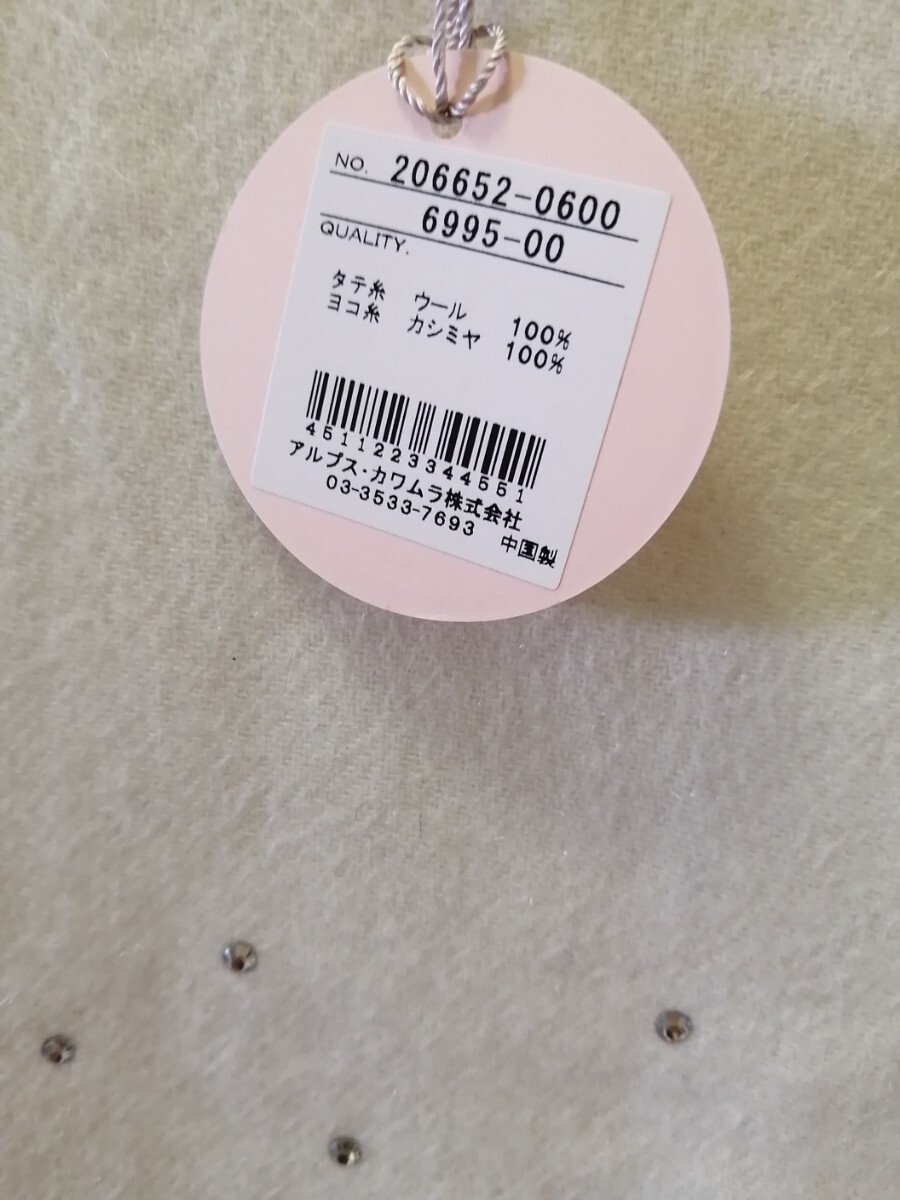 NO. 206652-0600
6995-00
QUALITY.
タテ糸 ウール 100%
ヨコ糸 カシミヤ 100%
4511223344551
アルプス・カワムラ株式会社
03-3533-7693
中国製